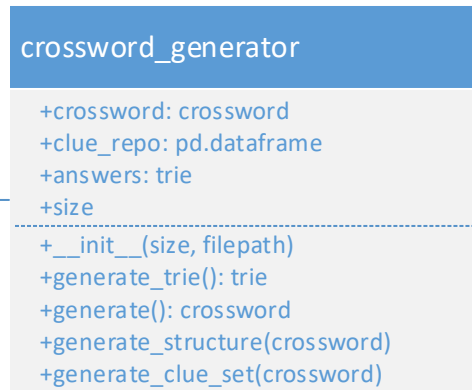 crossword_generator
+crossword: crossword
+clue_repo: pd.dataframe
+answers: trie
+size
+__init__(size, filepath)
+generate_trie(): trie
+generate(): crossword
+generate_structure(crossword)
+generate_clue_set(crossword)